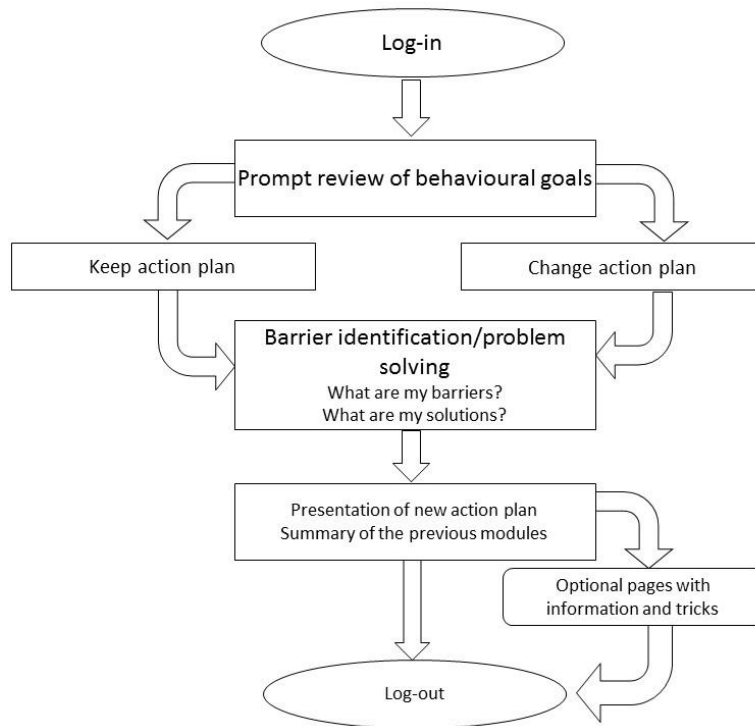 Log-in
Prompt review of behavioural goals
Keep action plan
Change action plan
Barrier identification/problem
solving
What are my barriers?
What are my solutions?
Presentation of new action plan
Summary of the previous modules
Optional pages with
information and tricks
Log-out